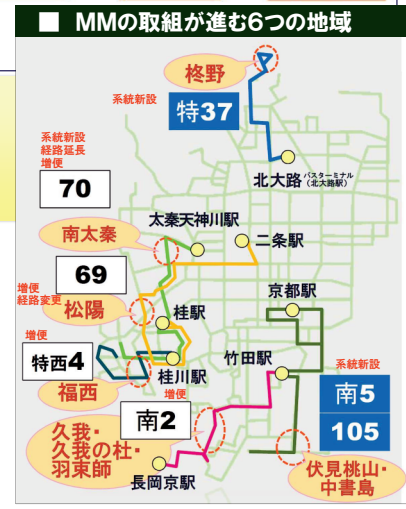 ■ MMの取組が進む6つの地域
柊野
系統新設
特37
北大路バスターミナル
(北大路駅)
系統新設
経路延長
増便
70
太秦天神川駅
二条駅
南太秦
69
増便
経路変更
松陽
桂駅
京都駅
増便
特西4
桂川駅
竹田駅
福西
増便
南2
系統新設
南5
105
久我・
久我の杜・
羽束師
長岡京駅
伏見桃山・
中書島